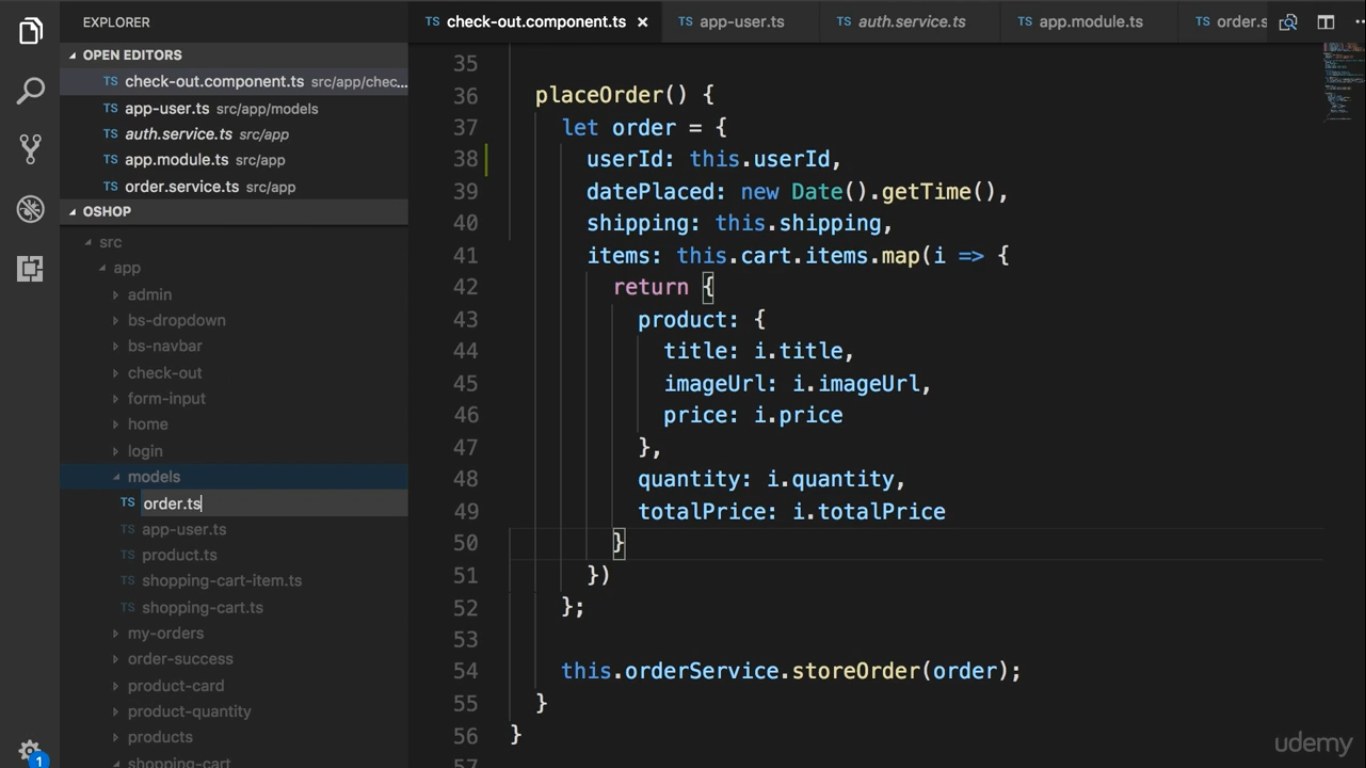 EXPLORER
OPEN EDITORS
TS check-out.component.ts src/app/chec...
TS app-user.ts src/app/models
TS auth.service.ts src/app
TS app.module.ts src/app
TS order.service.ts src/app
OSHOP
src
app
admin
bs-dropdown
bs-navbar
check-out
form-input
home
login
models
TS order.ts
TS app-user.ts
TS product.ts
TS shopping-cart-item.ts
TS shopping-cart.ts
my-orders
order-success
product-card
product-quantity
products
shopping-cart
1
TS check-out.component.ts × TS app-user.ts TS auth.service.ts TS app.module.ts TS order.s
35
36 placeOrder() {
37 let order = {
38 userId: this.userId,
39 datePlaced: new Date().getTime(),
40 shipping: this.shipping,
41 items: this.cart.items.map(i => {
42 return {
43 product: {
44 title: i.title,
45 imageUrl: i.imageUrl,
46 price: i.price
47 },
48 quantity: i.quantity,
49 totalPrice: i.totalPrice
50 }
51 })
52 };
53
54 this.orderService.storeOrder(order);
55 }
56 }
57
udemy